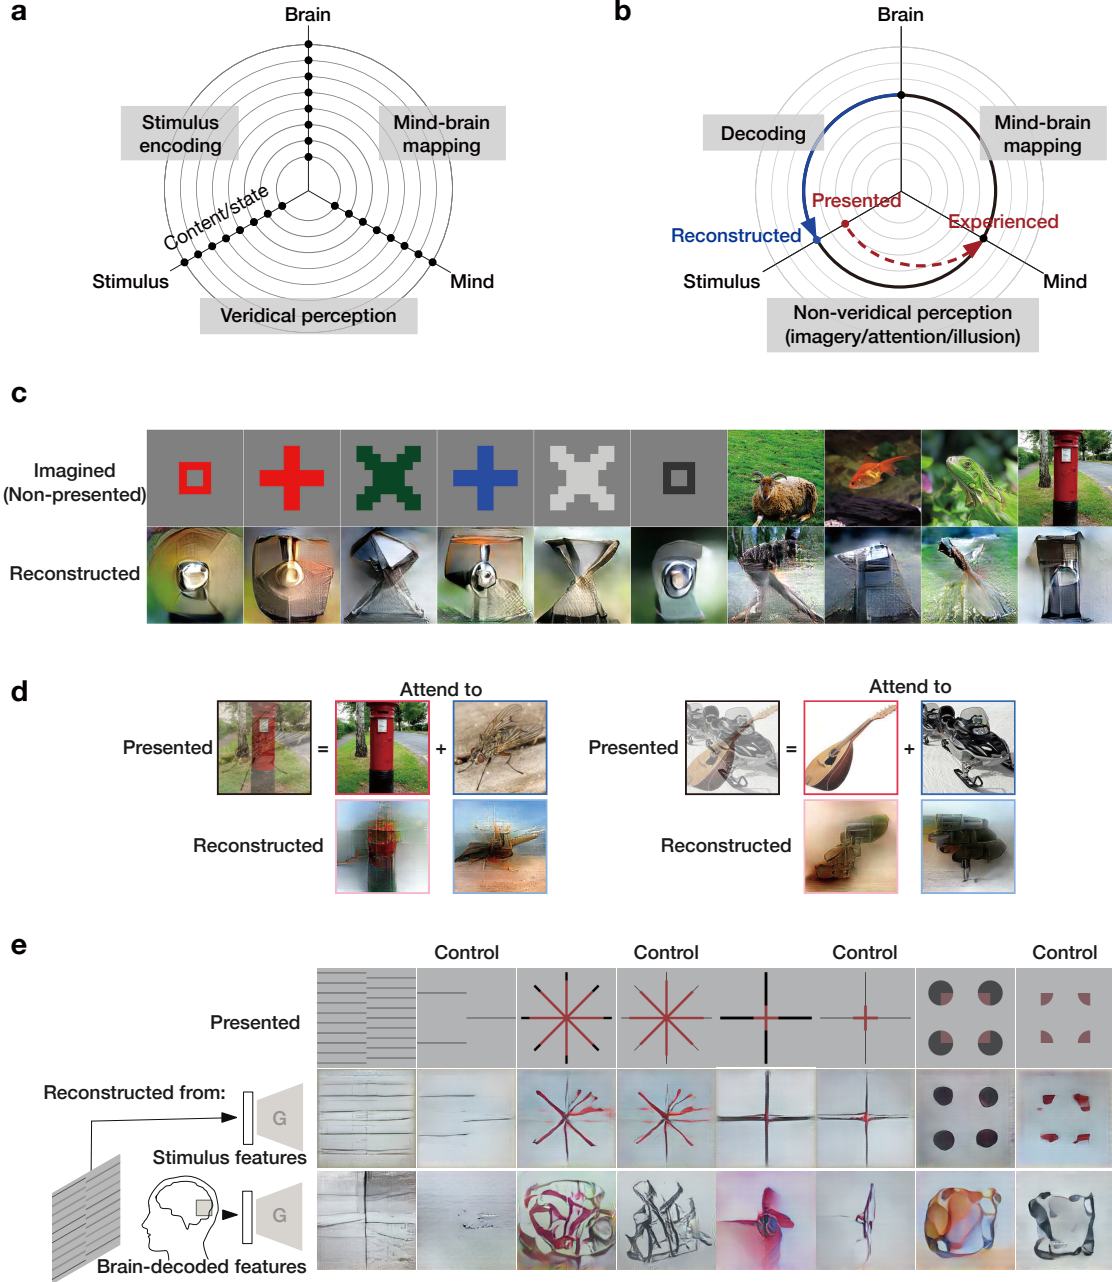 a
Brain
Stimulus
encoding
Mind-brain
mapping
Content/state
Stimulus
Mind
Veridical perception
b
Brain
Decoding
Mind-brain
mapping
Presented
Experienced
Reconstructed
Stimulus
Mind
Non-veridical perception
(imagery/attention/illusion)
c
Imagined
(Non-presented)
Reconstructed
d
Attend to
Presented
=
+
Reconstructed
Attend to
Presented
=
+
Reconstructed
e
Control
Control
Control
Control
Presented
Reconstructed from:
G
Stimulus features
G
Brain-decoded features